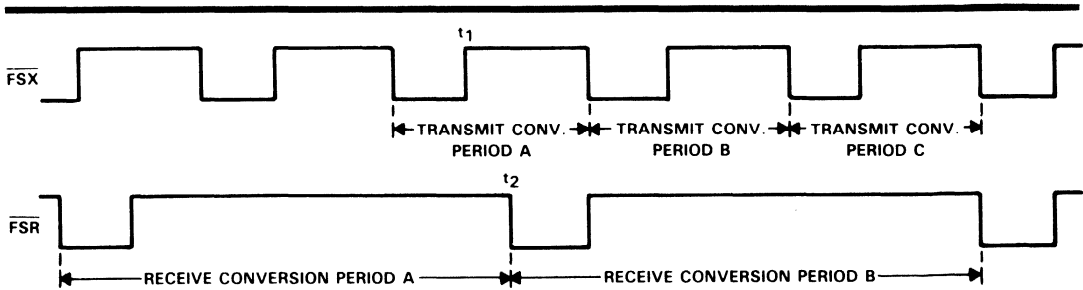 t1
FSX
TRANSMIT CONV. PERIOD A
TRANSMIT CONV. PERIOD B
TRANSMIT CONV. PERIOD C
t2
FSR
RECEIVE CONVERSION PERIOD A
RECEIVE CONVERSION PERIOD B